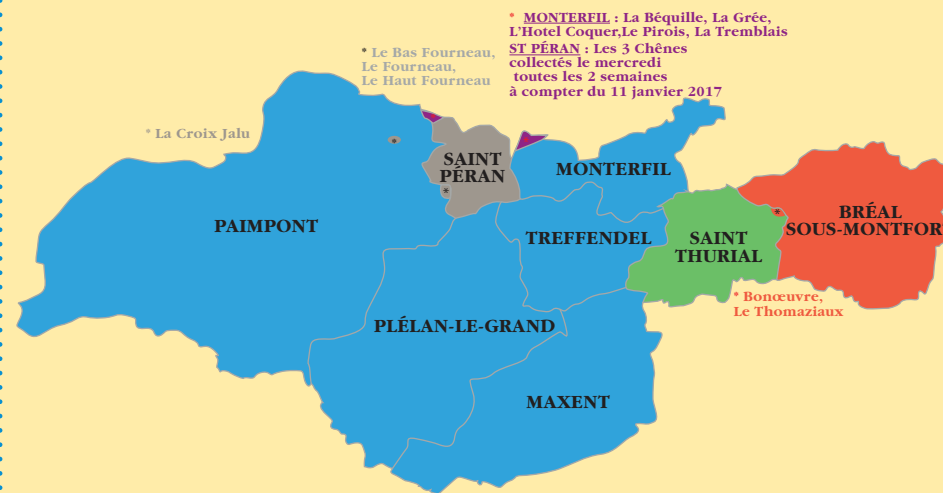 * MONTERFIL : La Béquille, La Grée,
L'Hotel Coquer,Le Pirois, La Tremblais
ST PÉRAN : Les 3 Chênes
collectés le mercredi
toutes les 2 semaines
à compter du 11 janvier 2017
* Le Bas Fourneau,
Le Fourneau,
Le Haut Fourneau
* La Croix Jalu
SAINT
PÉRAN
*
*
MONTERFIL
PAIMPONT
TREFFENDEL
SAINT
THURIAL
*
BRÉAL
SOUS-MONTFOR
* Bonœuvre,
Le Thomaziaux
PLÉLAN-LE-GRAND
MAXENT